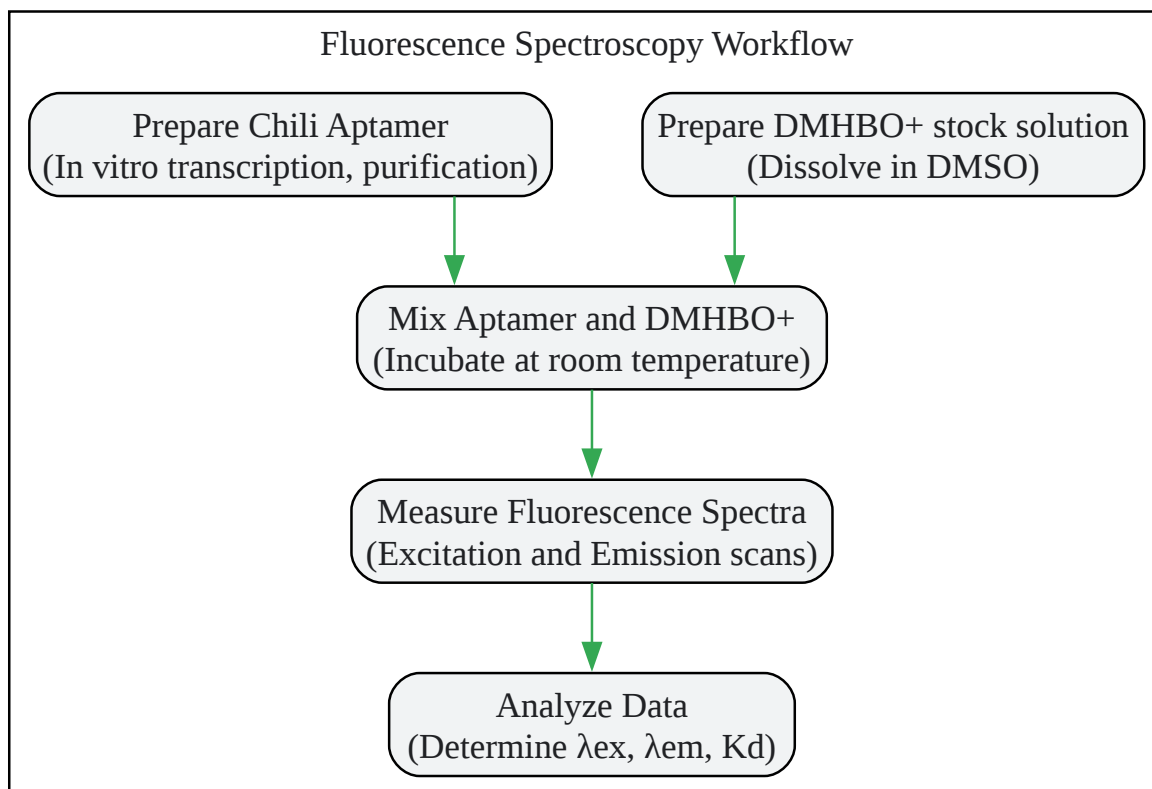 Fluorescence Spectroscopy Workflow
Prepare Chili Aptamer
(In vitro transcription, purification)
Prepare DMHBO+ stock solution
(Dissolve in DMSO)
Mix Aptamer and DMHBO+
(Incubate at room temperature)
Measure Fluorescence Spectra
(Excitation and Emission scans)
Analyze Data
(Determine λex, λem, Kd)